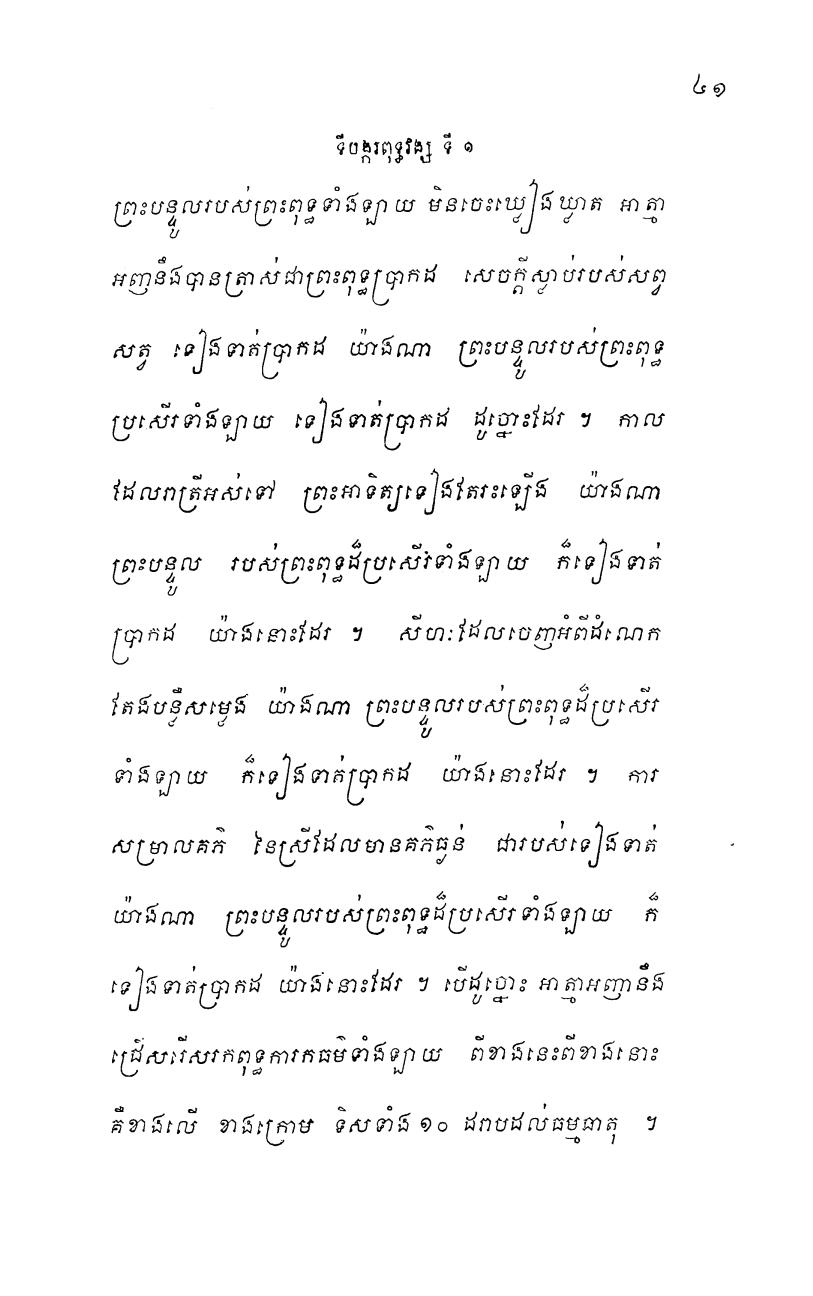 ៤១
ទីបង្ករពុទ្ធវង្ស ទី ១
ព្រះបន្ទូលរបស់ព្រះពុទ្ធទាំងឡាយ មិនចេះឃ្លៀងឃ្លាត អាត្មា
អញនឹងបានត្រាស់ជាព្រះពុទ្ធប្រាកដ សេចក្តីស្លាប់របស់សព្វ
សត្វ ទៀងទាត់ប្រាកដ យ៉ាងណា ព្រះបន្ទូលរបស់ព្រះពុទ្ធ
ប្រសើរទាំងឡាយ ទៀងទាត់ប្រាកដ ដូច្នោះដែរ ។ កាល
ដែលរាត្រីអស់ទៅ ព្រះអាទិត្យទៀងតែរះឡើង យ៉ាងណា
ព្រះបន្ទូល របស់ព្រះពុទ្ធដ៏ប្រសើរទាំងឡាយ ក៏ទៀងទាត់
ប្រាកដ យ៉ាងនោះដែរ ។ សីហៈដែលចេញអំពីដំណេក
តែងបន្លឺសម្លេង យ៉ាងណា ព្រះបន្ទូលរបស់ព្រះពុទ្ធដ៏ប្រសើរ
ទាំងឡាយ ក៏ទៀងទាត់ប្រាកដ យ៉ាងនោះដែរ ។ ការ
សម្រាលគភ៌ នៃស្រីដែលមានគភ៌ធ្ងន់ ជារបស់ទៀងទាត់
យ៉ាងណា ព្រះបន្ទូលរបស់ព្រះពុទ្ធដ៏ប្រសើរទាំងឡាយ ក៏
ទៀងទាត់ប្រាកដ យ៉ាងនោះដែរ ។ បើដូច្នោះ អាត្មាអញនឹង
ជ្រើសរើសរកពុទ្ធការកធម៌ទាំងឡាយ ពីខាងនេះពីខាងនោះ
គឺខាងលើ ខាងក្រោម ទិសទាំង ១០ ដរាបដល់ធម្មធាតុ ។